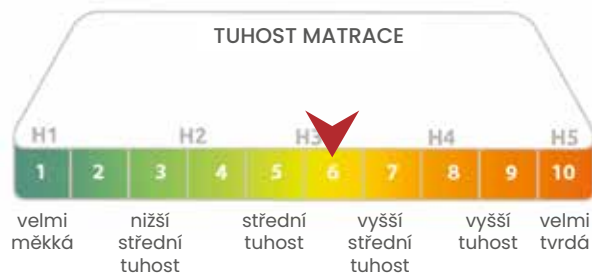 TUHOST MATRACE
H1 H2 H3 H4 H5
1 2 3 4 5 6 7 8 9 10
velmi nižší střední vyšší vyšší velmi
měkká střední tuhost střední tuhost tvrdá
tuhost tuhost